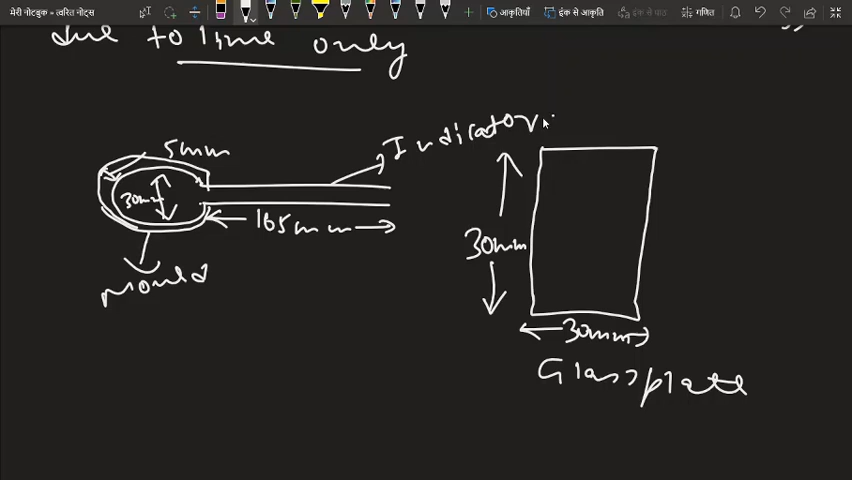 मेरी नोटबुक » त्वरित नोट्स
आकृतियाँ
इंक से आकृति
इंक से पाठ
गणित
due to lime only
5mm
Indicator
30mm
165mm
Mould
30mm
30mm
Glass plate